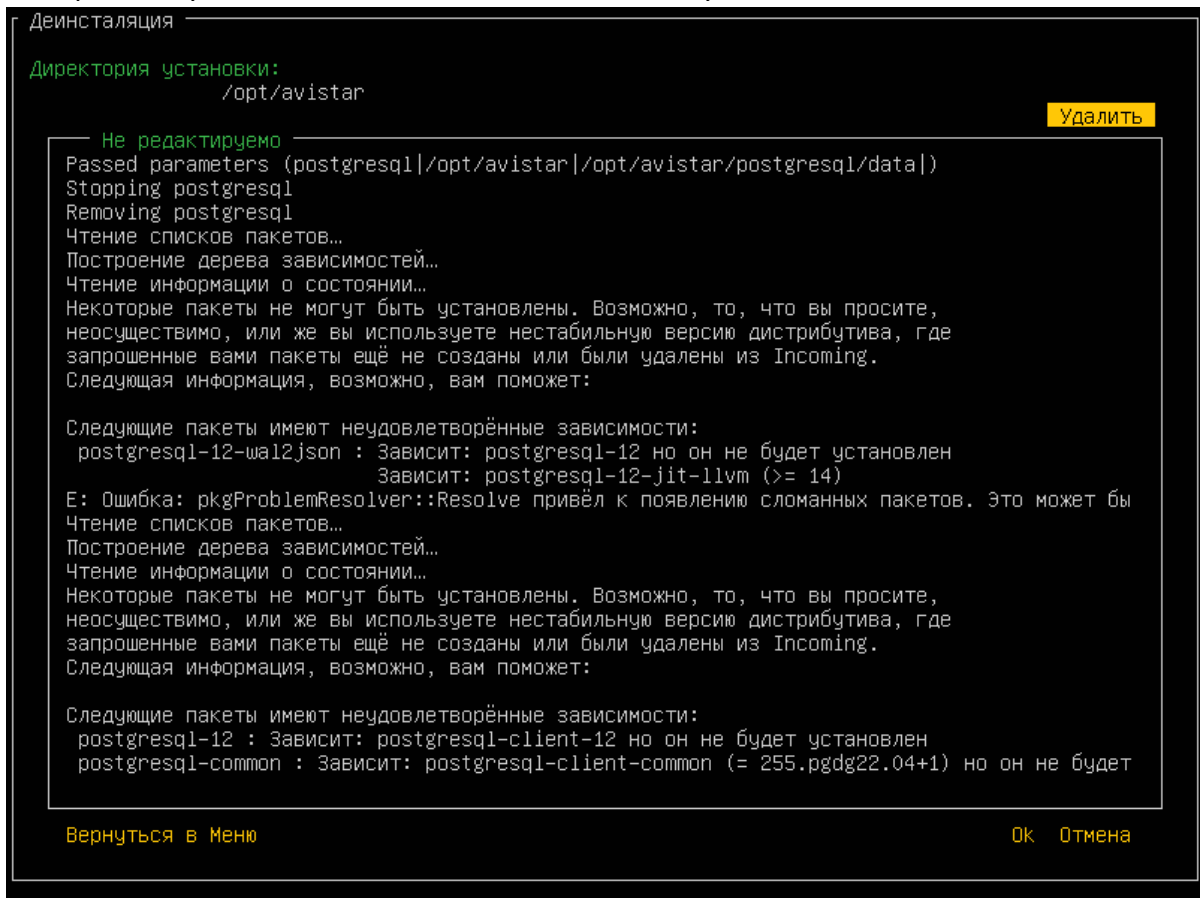 Деинсталяция
Директория установки:
/opt/avistar
Удалить
Не редактируемо
Passed parameters (postgresql|/opt/avistar|/opt/avistar/postgresql/data|)
Stopping postgresql
Removing postgresql
Чтение списков пакетов…
Построение дерева зависимостей…
Чтение информации о состоянии…
Некоторые пакеты не могут быть установлены. Возможно, то, что вы просите,
неосуществимо, или же вы используете нестабильную версию дистрибутива, где
запрошенные вами пакеты ещё не созданы или были удалены из Incoming.
Следующая информация, возможно, вам поможет:
Следующие пакеты имеют неудовлетворённые зависимости:
postgresql-12-wal2json : Зависит: postgresql-12 но он не будет установлен
Зависит: postgresql-12-jit-llvm (>= 14)
E: Ошибка: pkgProblemResolver::Resolve привёл к появлению сломанных пакетов. Это может бы
Чтение списков пакетов…
Построение дерева зависимостей…
Чтение информации о состоянии…
Некоторые пакеты не могут быть установлены. Возможно, то, что вы просите,
неосуществимо, или же вы используете нестабильную версию дистрибутива, где
запрошенные вами пакеты ещё не созданы или были удалены из Incoming.
Следующая информация, возможно, вам поможет:
Следующие пакеты имеют неудовлетворённые зависимости:
postgresql-12 : Зависит: postgresql-client-12 но он не будет установлен
postgresql-common : Зависит: postgresql-client-common (= 255.pgdg22.04+1) но он не будет
Вернуться в Меню Ok Отмена